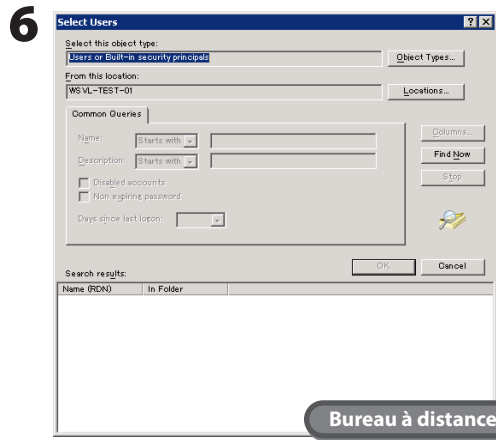 6
Select Users
Select this object type:
Users or Built-in security principals
Object Types...
From this location:
WSVL-TEST-01
Locations...
Common Queries
Name: Starts with
Description: Starts with
Disabled accounts
Non expiring password
Days since last logon:
Columns...
Find Now
Stop
OK Cancel
Search results:
Name (RDN) In Folder
Bureau à distance